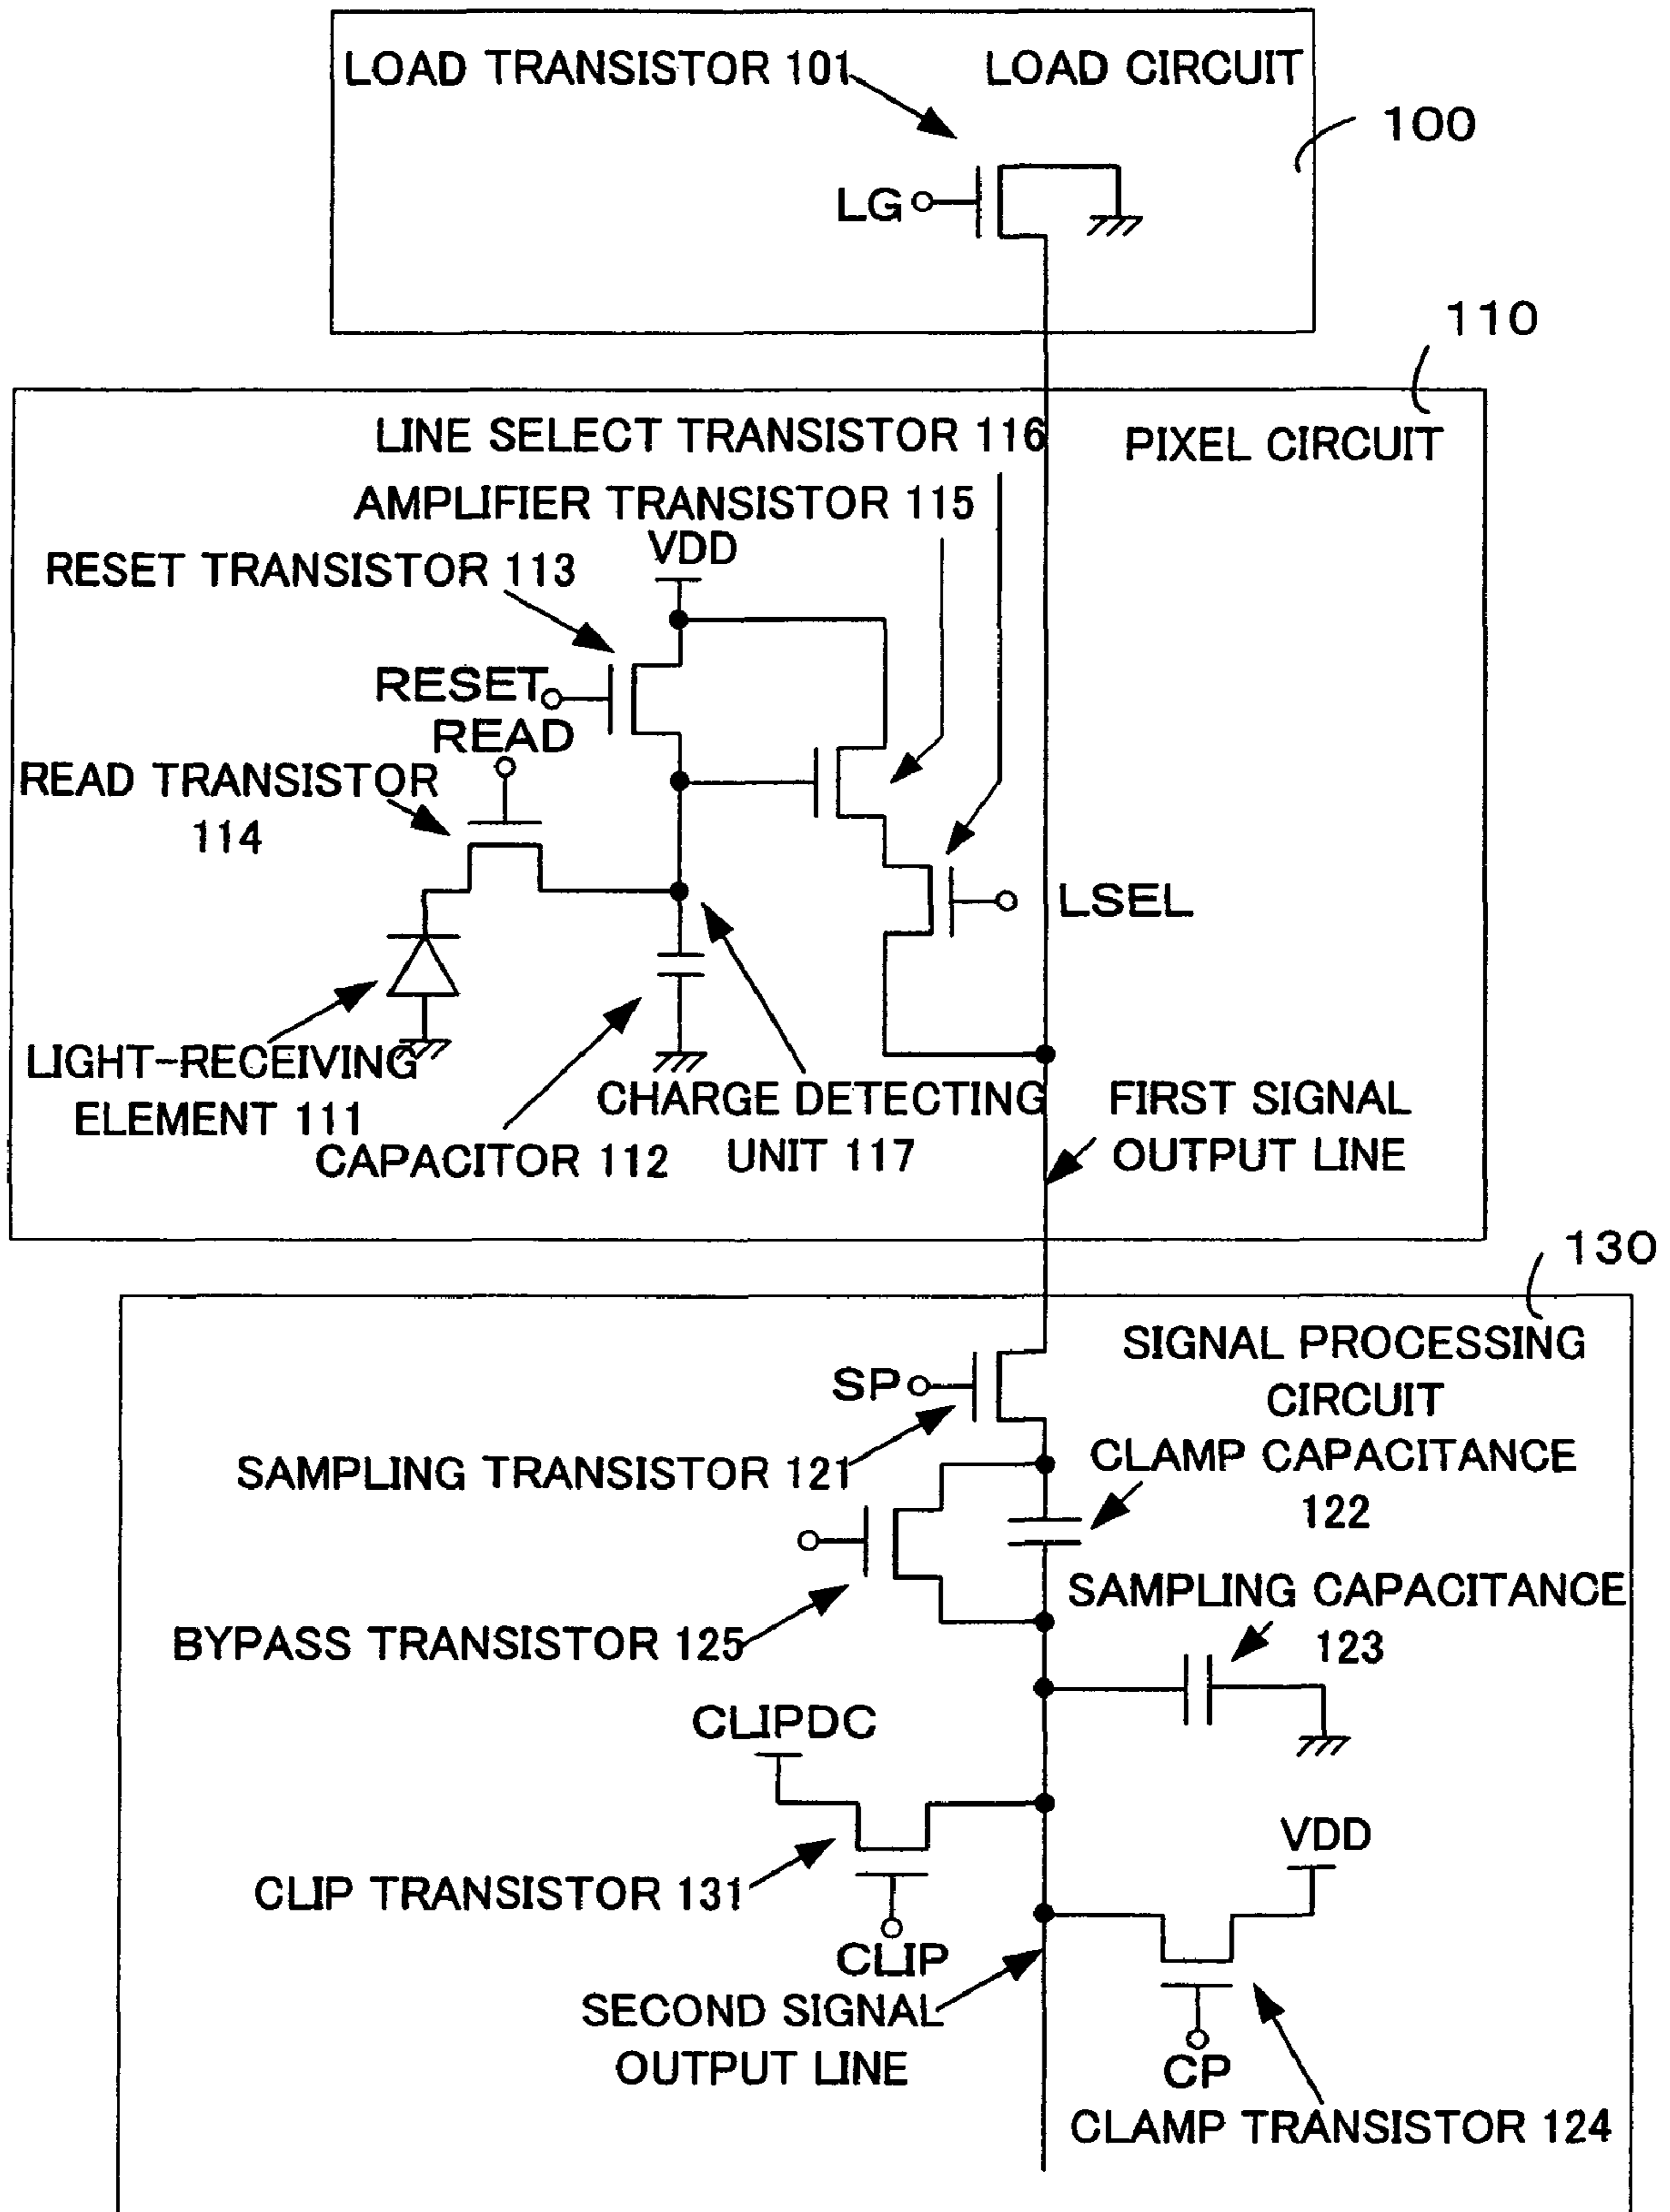 LOAD TRANSISTOR 101
LOAD CIRCUIT
100
LG
110
LINE SELECT TRANSISTOR 116
PIXEL CIRCUIT
AMPLIFIER TRANSISTOR 115
VDD
RESET TRANSISTOR 113
RESET
READ
READ TRANSISTOR
114
LSEL
LIGHT-RECEIVING
ELEMENT 111
CAPACITOR 112
CHARGE DETECTING
UNIT 117
FIRST SIGNAL
OUTPUT LINE
130
SIGNAL PROCESSING
CIRCUIT
SP
SAMPLING TRANSISTOR 121
CLAMP CAPACITANCE
122
SAMPLING CAPACITANCE
123
BYPASS TRANSISTOR 125
CLIPDC
VDD
CLIP TRANSISTOR 131
CLIP
SECOND SIGNAL
OUTPUT LINE
CP
CLAMP TRANSISTOR 124